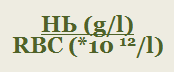 Hb (g/l)
RBC (*10 ¹²/l)